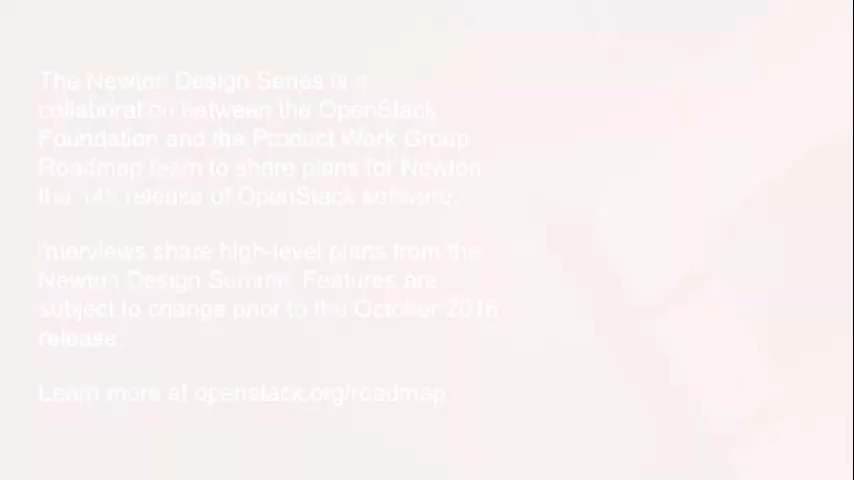 The Newton Design Series is a
collaboration between the OpenStack
Foundation and the Product Work Group
Roadmap team to share plans for Newton
the 14th release of OpenStack software.
Interviews share high-level plans from the
Newton Design Summit. Features are
subject to change prior to the October 2016
release.
Learn more at openstack.org/roadmap